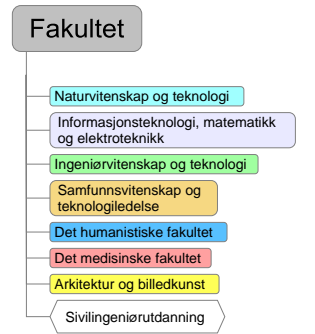 Fakultet
Naturvitenskap og teknologi
Informasjonsteknologi, matematikk
og elektroteknikk
Ingeniørvitenskap og teknologi
Samfunnsvitenskap og
teknologiledelse
Det humanistiske fakultet
Det medisinske fakultet
Arkitektur og billedkunst
Sivilingeniørutdanning